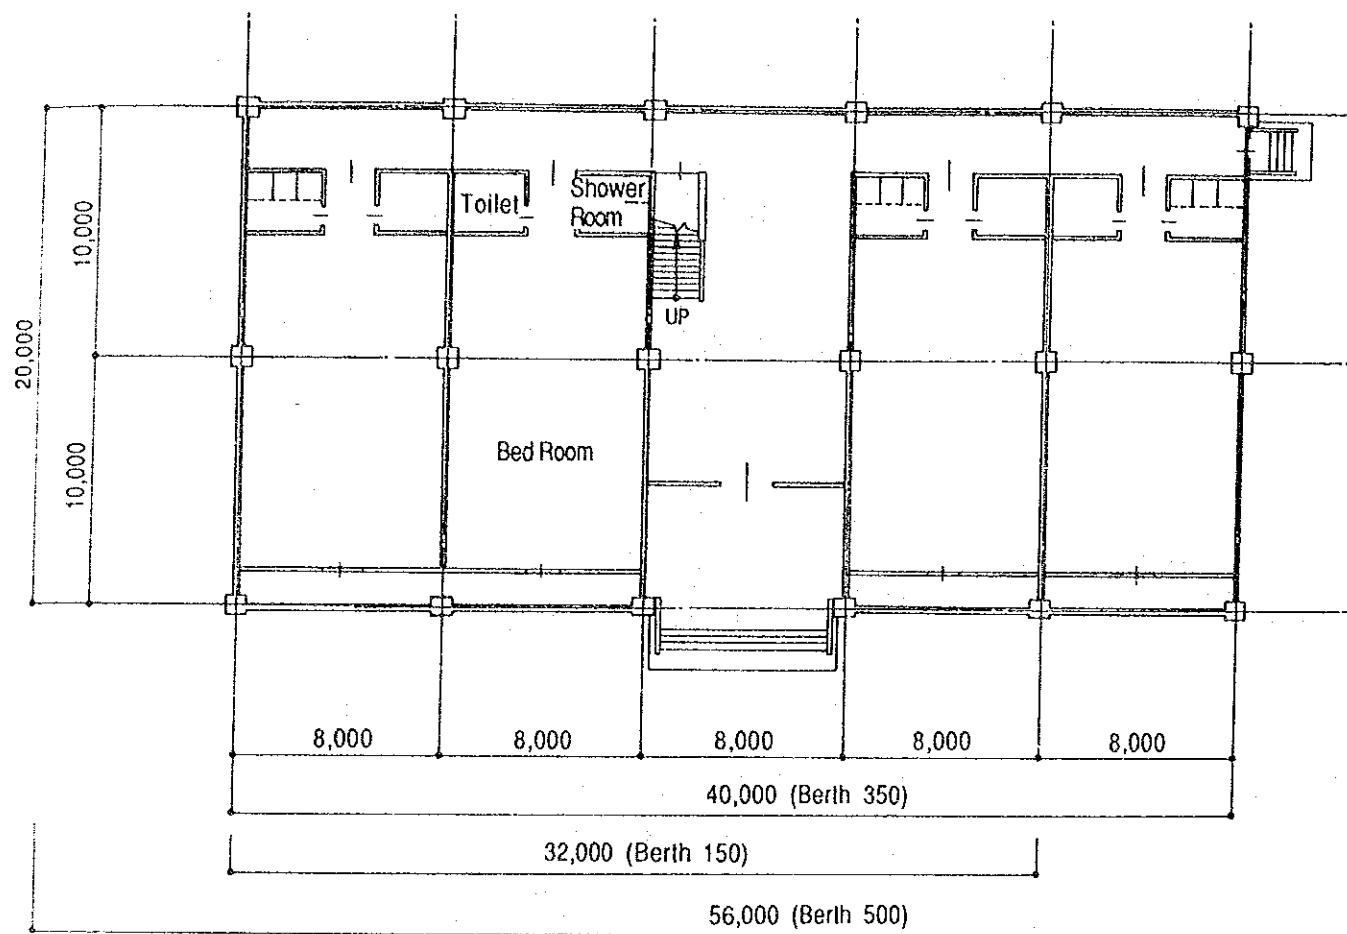 Toilet
Shower
Room
UP
10,000
20,000
10,000
Bed Room
8,000
8,000
8,000
8,000
8,000
40,000 (Berth 350)
32,000 (Berth 150)
56,000 (Berth 500)